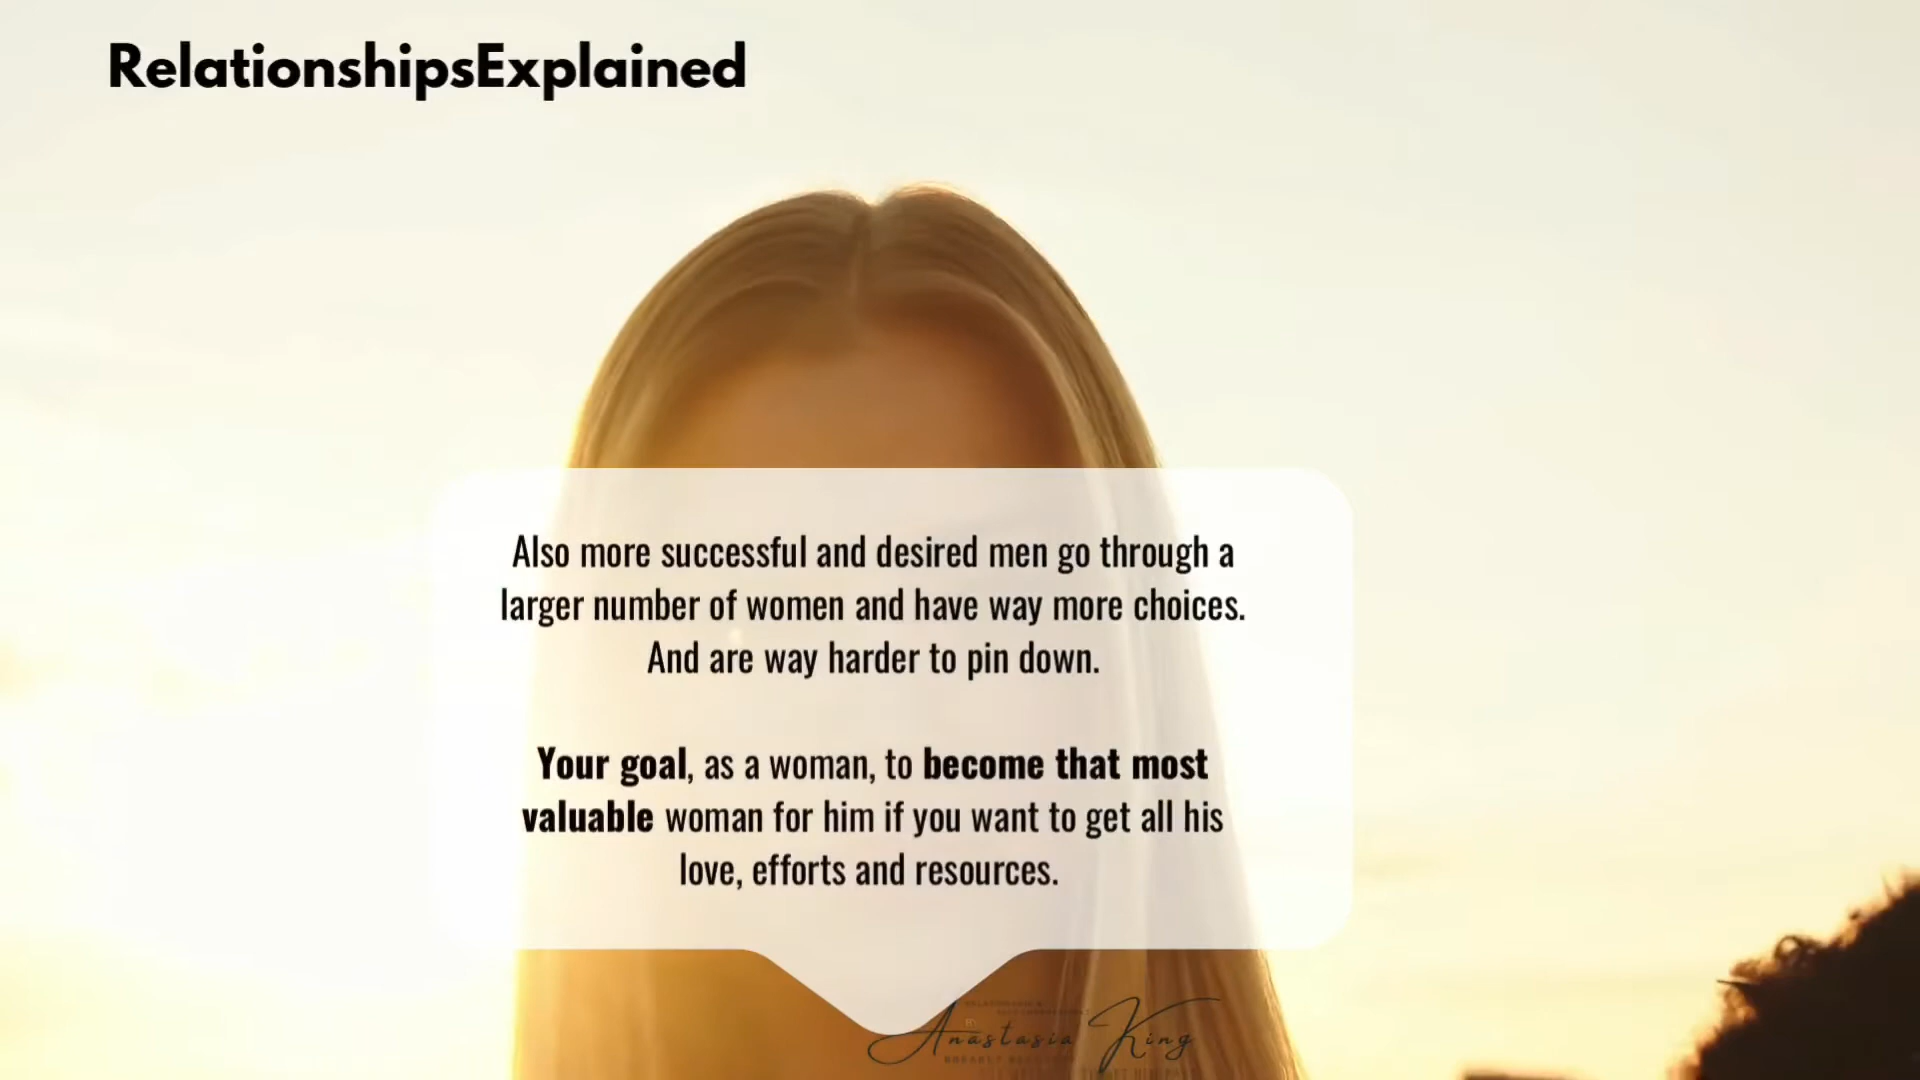 RelationshipsExplained
Also more successful and desired men go through a
larger number of women and have way more choices.
And are way harder to pin down.
Your goal, as a woman, to become that most
valuable woman for him if you want to get all his
love, efforts and resources.
Anastasia King